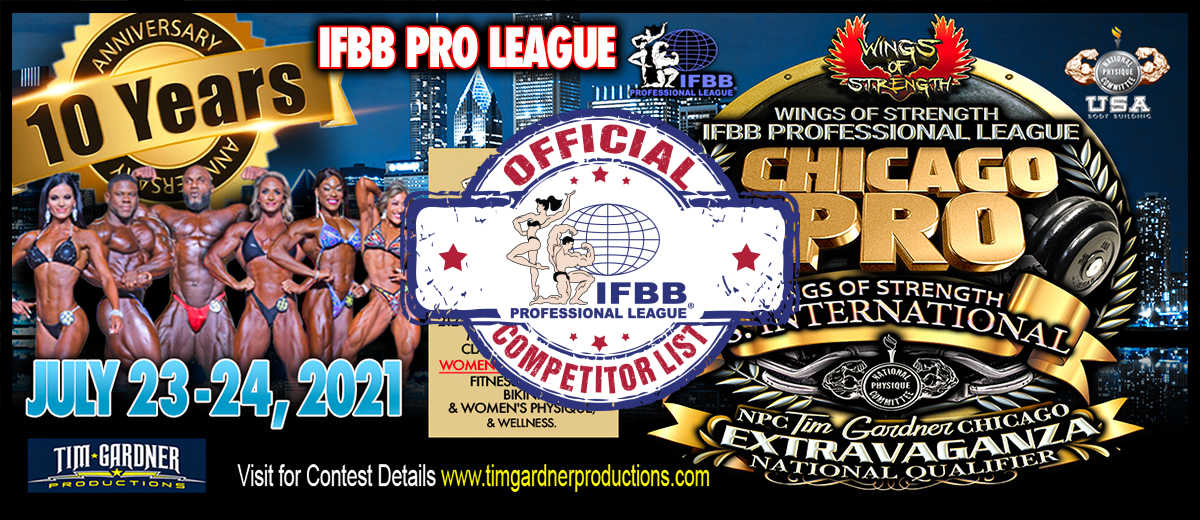 ANNIVERSARY
10 Years
ANNIVERSARY
IFBB PRO LEAGUE
IFBB
PROFESSIONAL LEAGUE
WINGS
OF
STRENGTH
NATIONAL
PHYSIQUE
COMMITTEE
USA
BODY BUILDING
WINGS OF STRENGTH
IFBB PROFESSIONAL LEAGUE
CHICAGO
PRO
OFFICIAL
IFBB
PROFESSIONAL LEAGUE®
COMPETITOR LIST
INGS OF STRENGTH
S. INTERNATIONAL
WOMEN
FITNES
BIKIN
& WOMEN'S PHYSIQUE,
& WELLNESS.
JULY 23-24, 2021
NATIONAL
PHYSIQUE
COMMITTEE
NPC Tim Gardner CHICAGO
EXTRAVAGANZA
NATIONAL QUALIFIER
TIM GARDNER
PRODUCTIONS
Visit for Contest Details www.timgardnerproductions.com